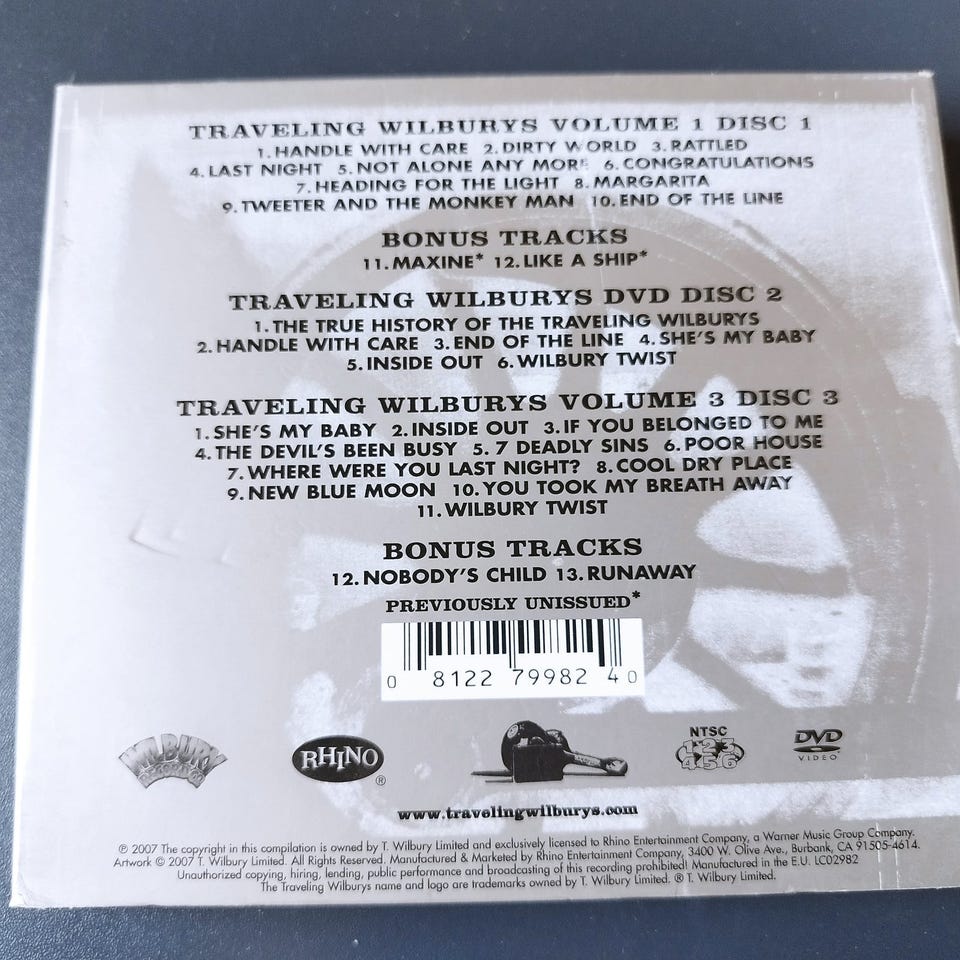 TRAVELING WILBURYS VOLUME 1 DISC 1
1. HANDLE WITH CARE 2. DIRTY WORLD 3. RATTLED
4. LAST NIGHT 5. NOT ALONE ANY MORE 6. CONGRATULATIONS
7. HEADING FOR THE LIGHT 8. MARGARITA
9. TWEETER AND THE MONKEY MAN 10. END OF THE LINE
BONUS TRACKS
11. MAXINE* 12. LIKE A SHIP*
TRAVELING WILBURYS DVD DISC 2
1. THE TRUE HISTORY OF THE TRAVELING WILBURYS
2. HANDLE WITH CARE 3. END OF THE LINE 4. SHE'S MY BABY
5. INSIDE OUT 6. WILBURY TWIST
TRAVELING WILBURYS VOLUME 3 DISC 3
1. SHE'S MY BABY 2. INSIDE OUT 3. IF YOU BELONGED TO ME
4. THE DEVIL'S BEEN BUSY 5. 7 DEADLY SINS 6. POOR HOUSE
7. WHERE WERE YOU LAST NIGHT? 8. COOL DRY PLACE
9. NEW BLUE MOON 10. YOU TOOK MY BREATH AWAY
11. WILBURY TWIST
BONUS TRACKS
12. NOBODY'S CHILD 13. RUNAWAY
PREVIOUSLY UNISSUED*
0 81227 99824 0
WILBURY
RHINO ®
NTSC
1 2 3
4 5 6
DVD
VIDEO
www.travelingwilburys.com
℗ 2007 The copyright in this compilation is owned by T. Wilbury Limited and exclusively licensed to Rhino Entertainment Company, a Warner Music Group Company.
Artwork © 2007 T. Wilbury Limited. All Rights Reserved. Manufactured & Marketed by Rhino Entertainment Company, 3400 W. Olive Ave., Burbank, CA 91505-4614.
Unauthorized copying, hiring, lending, public performance and broadcasting of this recording prohibited! Manufactured in the E.U. LC02982
The Traveling Wilburys name and logo are trademarks owned by T. Wilbury Limited. ® T. Wilbury Limited.